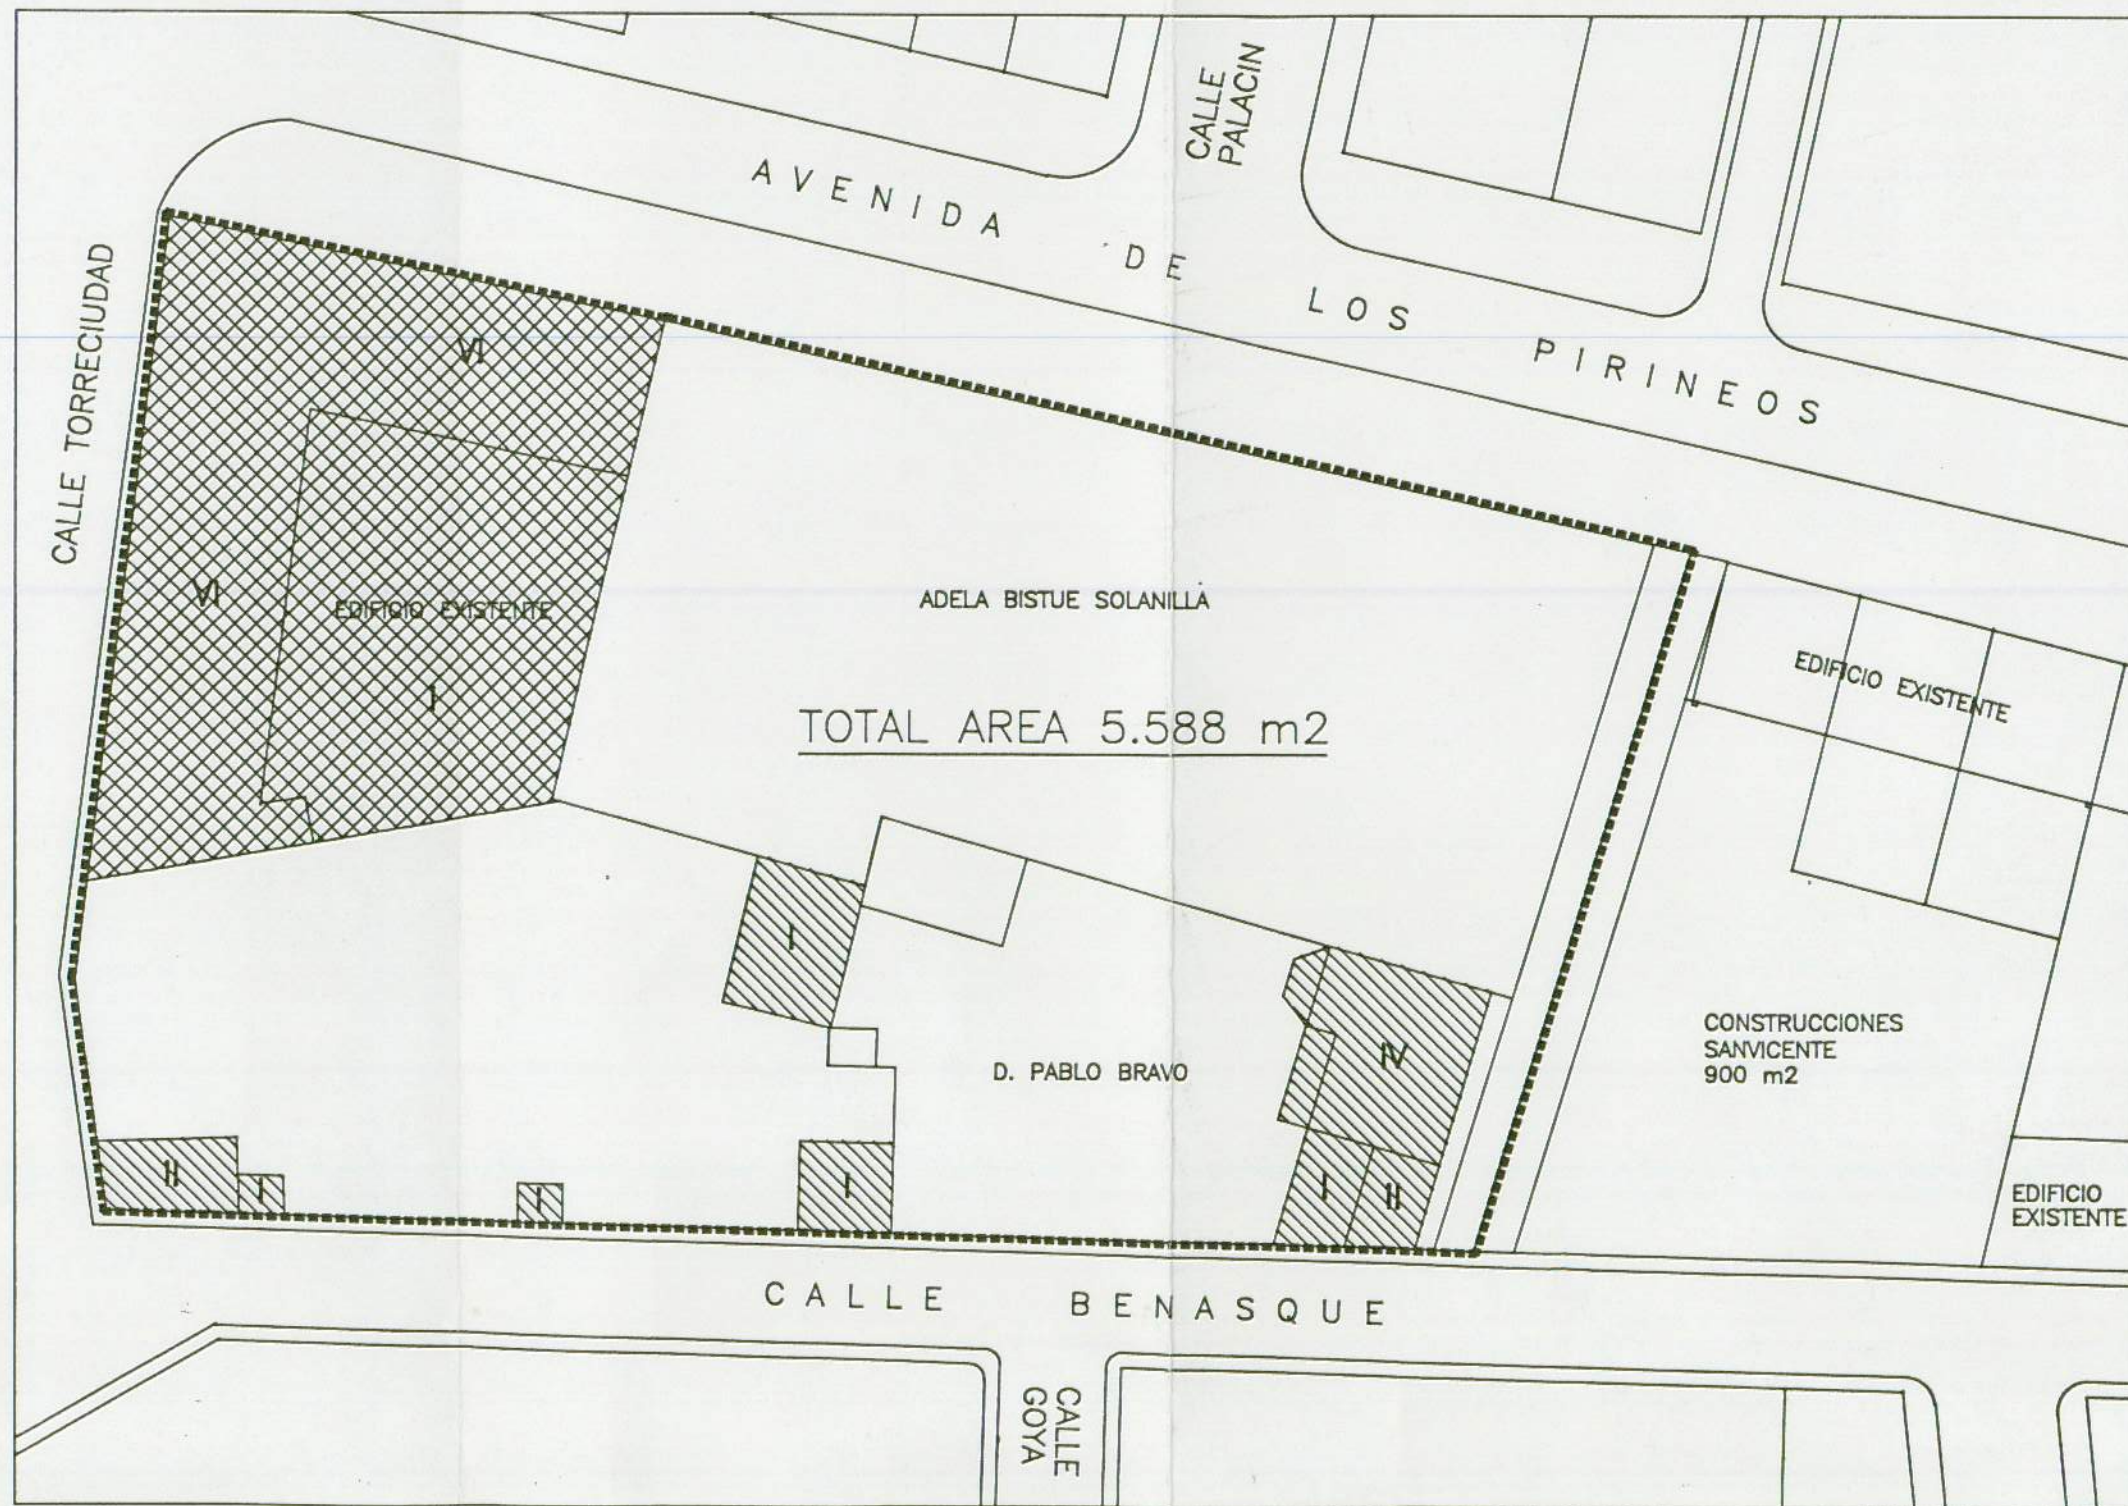 CALLE
PALACIN
AVENIDA DE LOS PIRINEOS
CALLE TORRECIUDAD
VI
VI
EDIFICIO EXISTENTE
I
ADELA BISTUE SOLANILLA
TOTAL AREA 5.588 m2
EDIFICIO EXISTENTE
I
D. PABLO BRAVO
IV
CONSTRUCCIONES
SANVICENTE
900 m2
II
I
I
I
I
II
EDIFICIO
EXISTENTE
CALLE BENASQUE
CALLE
GOYA